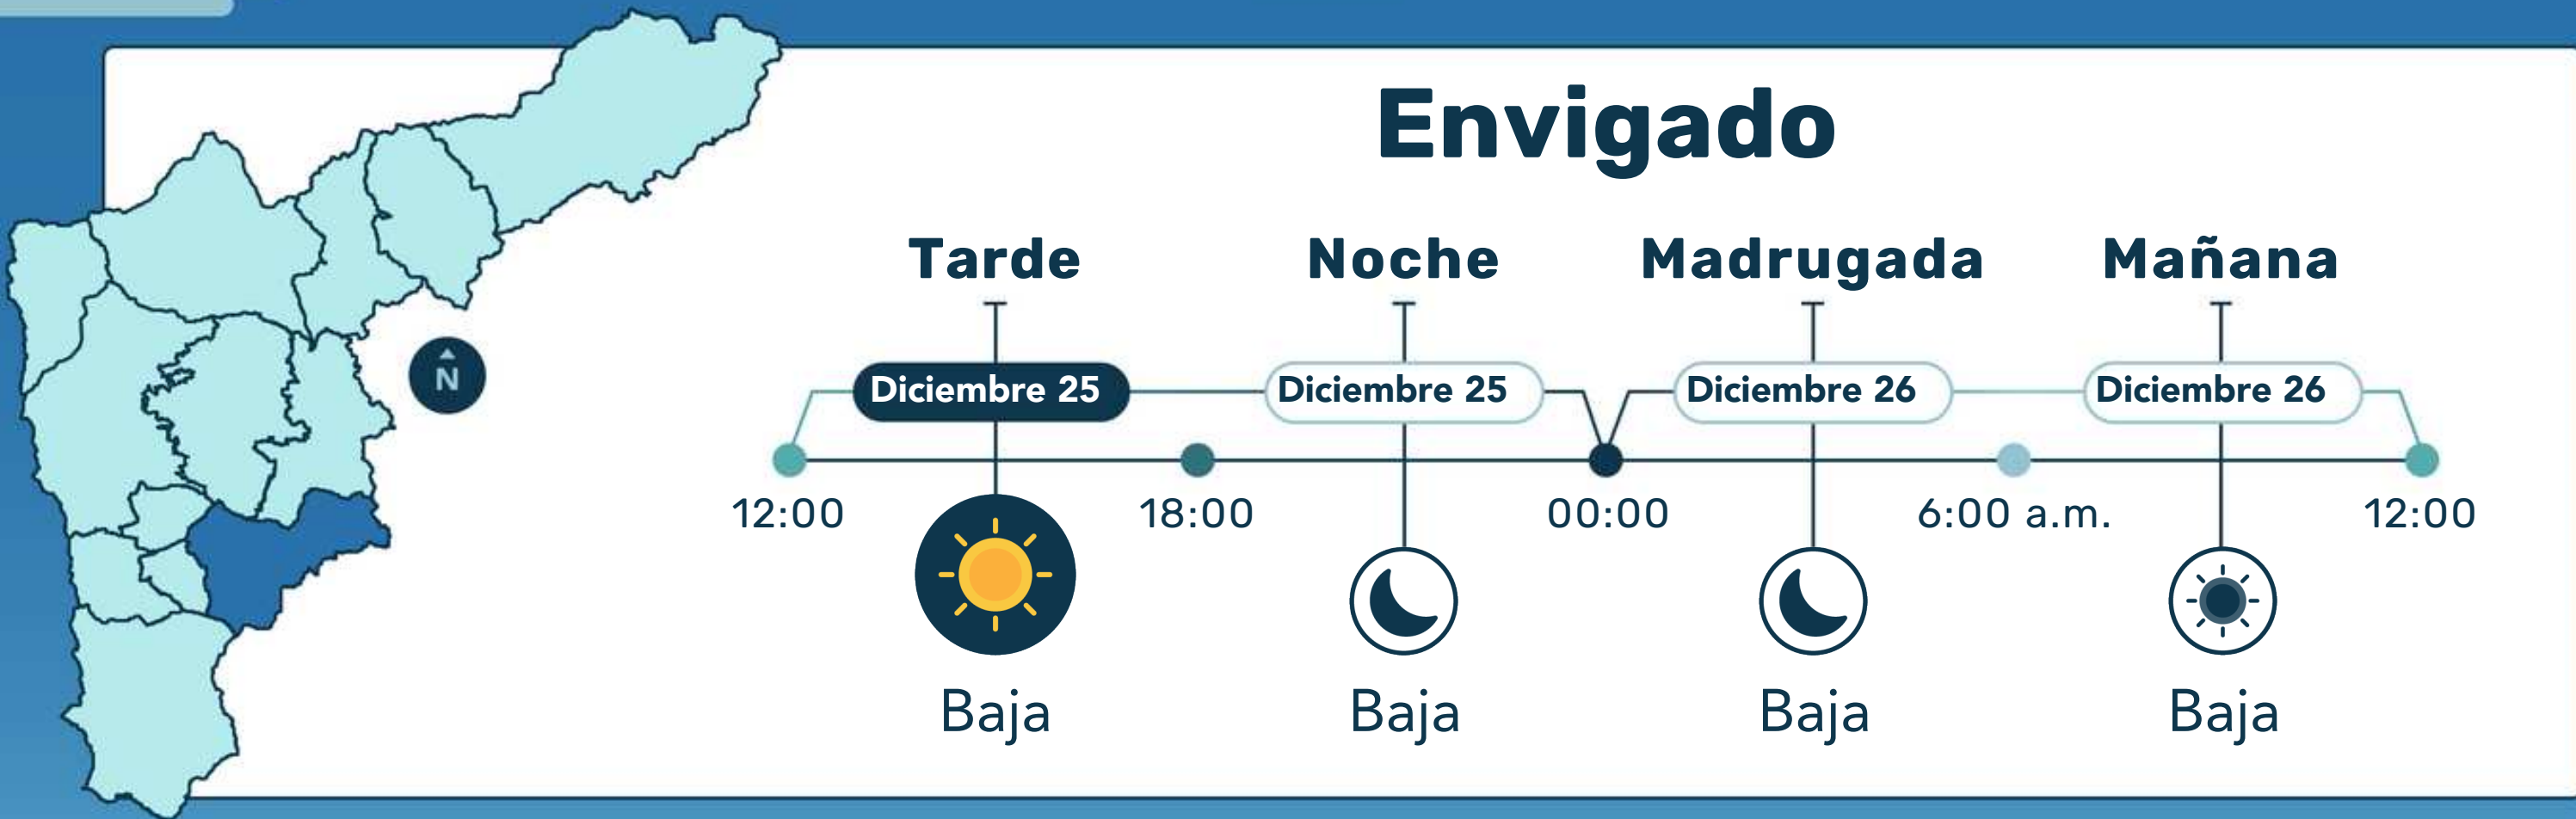 Envigado
Tarde Noche Madrugada Mañana
N
Diciembre 25 Diciembre 25 Diciembre 26 Diciembre 26
12:00 18:00 00:00 6:00 a.m. 12:00
Baja Baja Baja Baja